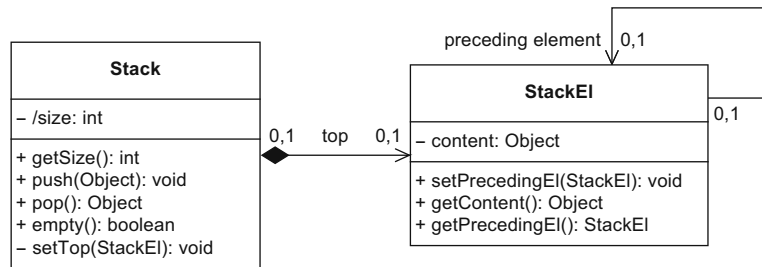 Stack
– /size: int
+ getSize(): int
+ push(Object): void
+ pop(): Object
+ empty(): boolean
– setTop(StackEl): void
0,1 top 0,1
preceding element 0,1
StackEl
0,1
– content: Object
+ setPrecedingEl(StackEl): void
+ getContent(): Object
+ getPrecedingEl(): StackEl